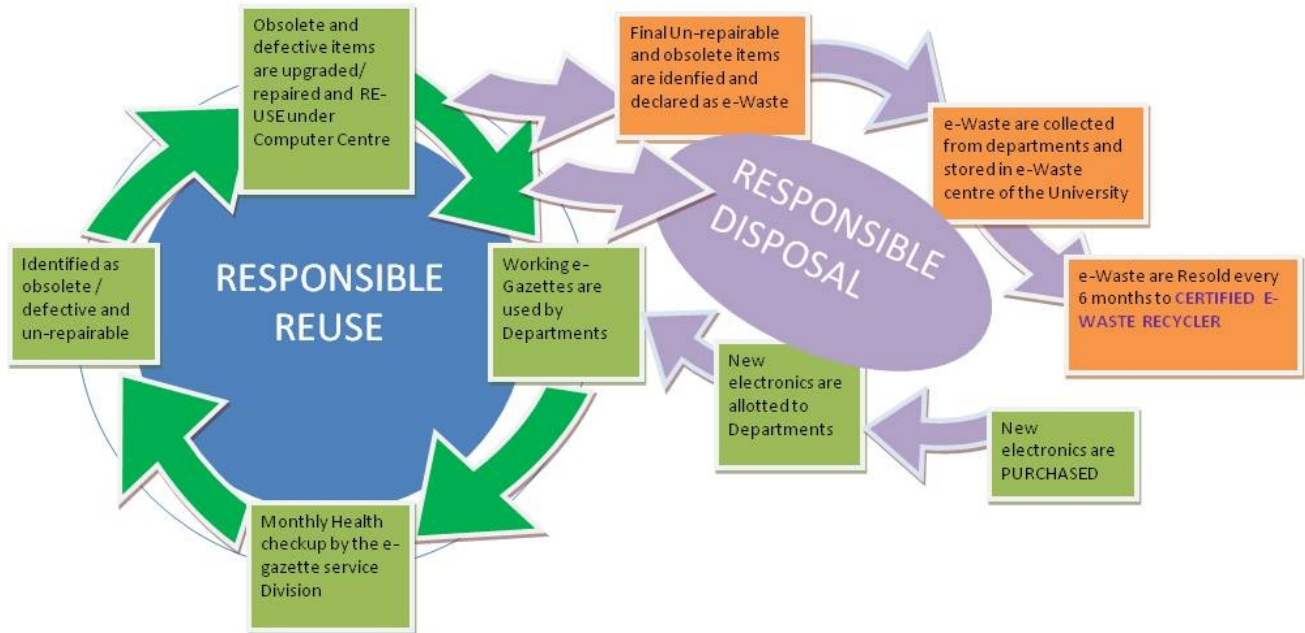 Obsolete and
defective items
are upgraded/
repaired and RE-
USE under
Computer Centre
Final Un-repairable
and obsolete items
are idenfied and
declared as e-Waste
e-Waste are collected
from departments and
stored in e-Waste
centre of the University
RESPONSIBLE
DISPOSAL
Identified as
obsolete /
defective and
un-repairable
RESPONSIBLE
REUSE
Working e-
Gazettes are
used by
Departments
e-Waste are Resold every
6 months to CERTIFIED E-
WASTE RECYCLER
New
electronics are
allotted to
Departments
New
electronics are
PURCHASED
Monthly Health
checkup by the e-
gazette service
Division